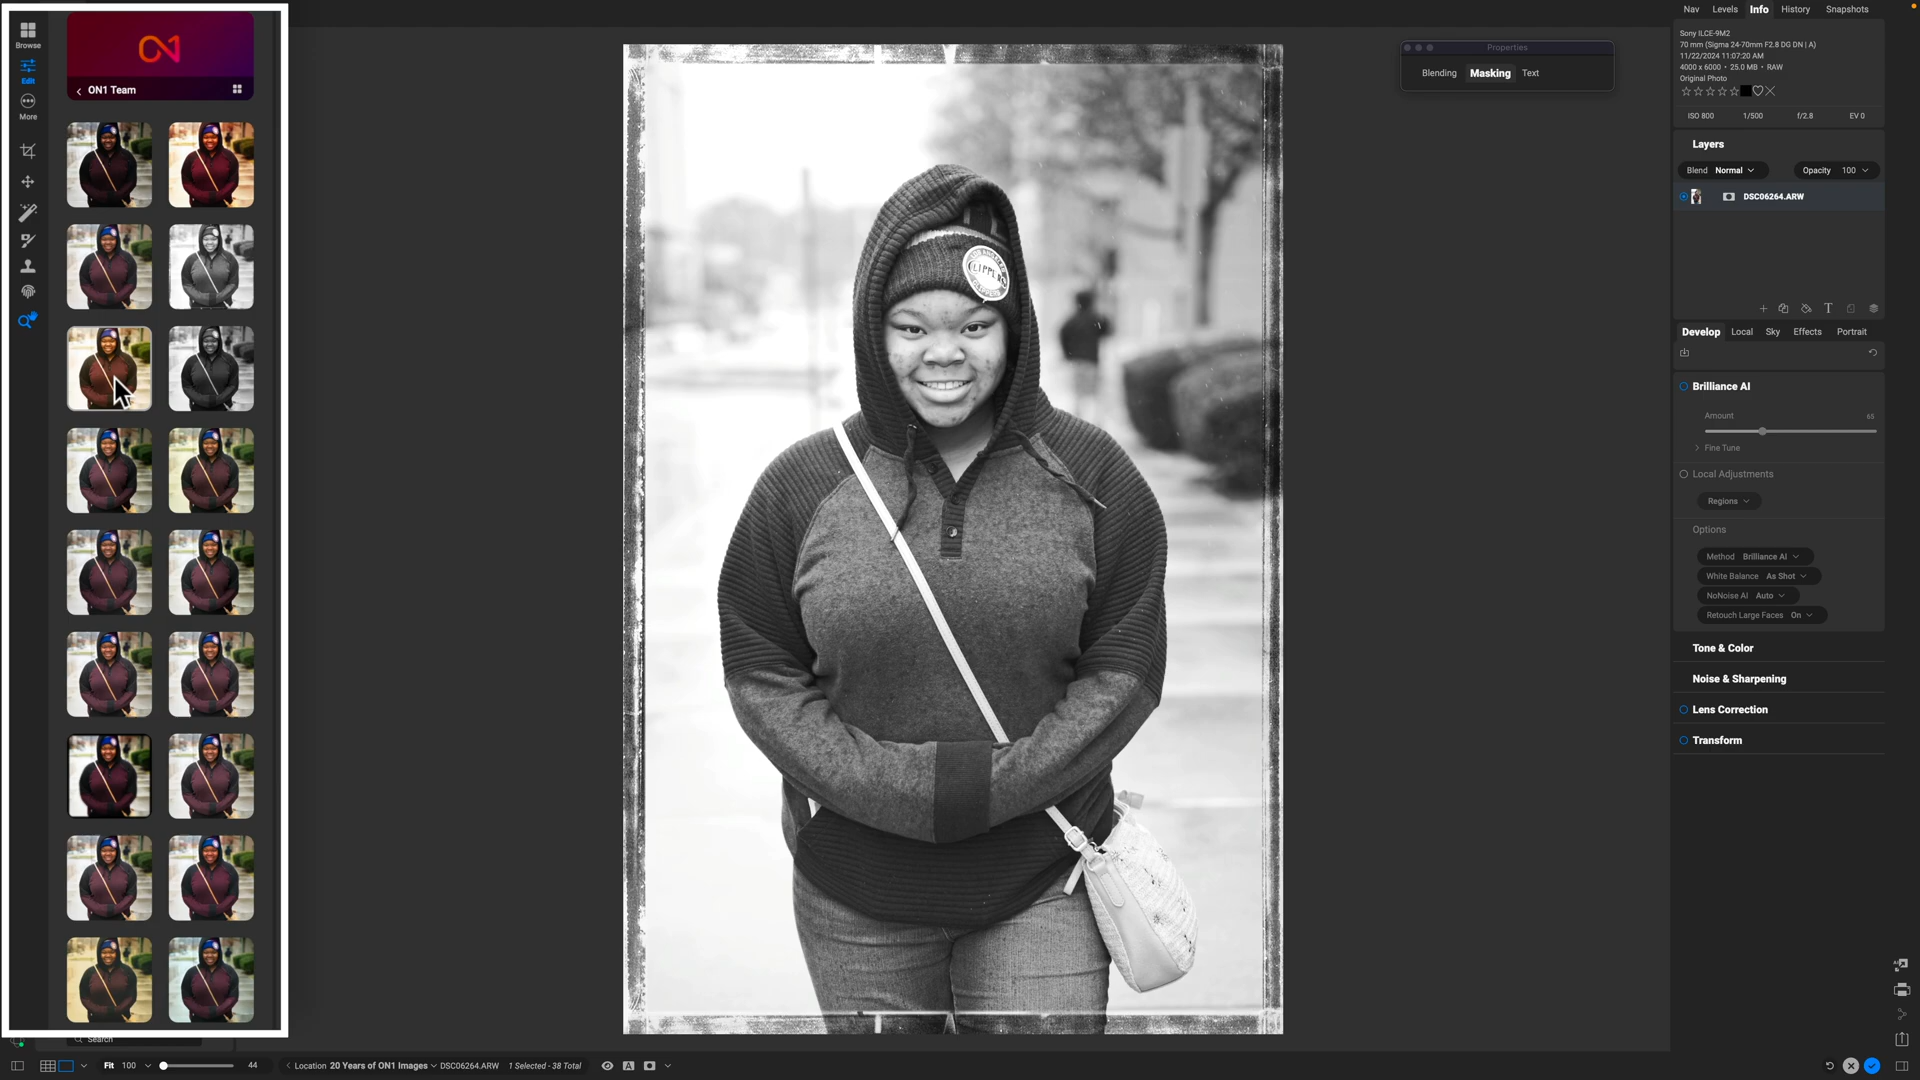 Browse
Edit
More
ON1 Team
Search
Fit 100
44
Location 20 Years of ON1 Images DSC06264.ARW 1 Selected - 38 Total
Properties
Blending Masking Text
Nav Levels Info History Snapshots
Sony ILCE-9M2
70 mm (Sigma 24-70mm F2.8 DG DN | A)
11/22/2024 11:07:20 AM
4000 x 6000 • 25.0 MB • RAW
Original Photo
ISO 800 1/500 f/2.8 EV 0
Layers
Blend Normal Opacity 100
DSC06264.ARW
Develop Local Sky Effects Portrait
Brilliance AI
Amount 65
Fine Tune
Local Adjustments
Regions
Options
Method Brilliance AI
White Balance As Shot
NoNoise AI Auto
Retouch Large Faces On
Tone & Color
Noise & Sharpening
Lens Correction
Transform